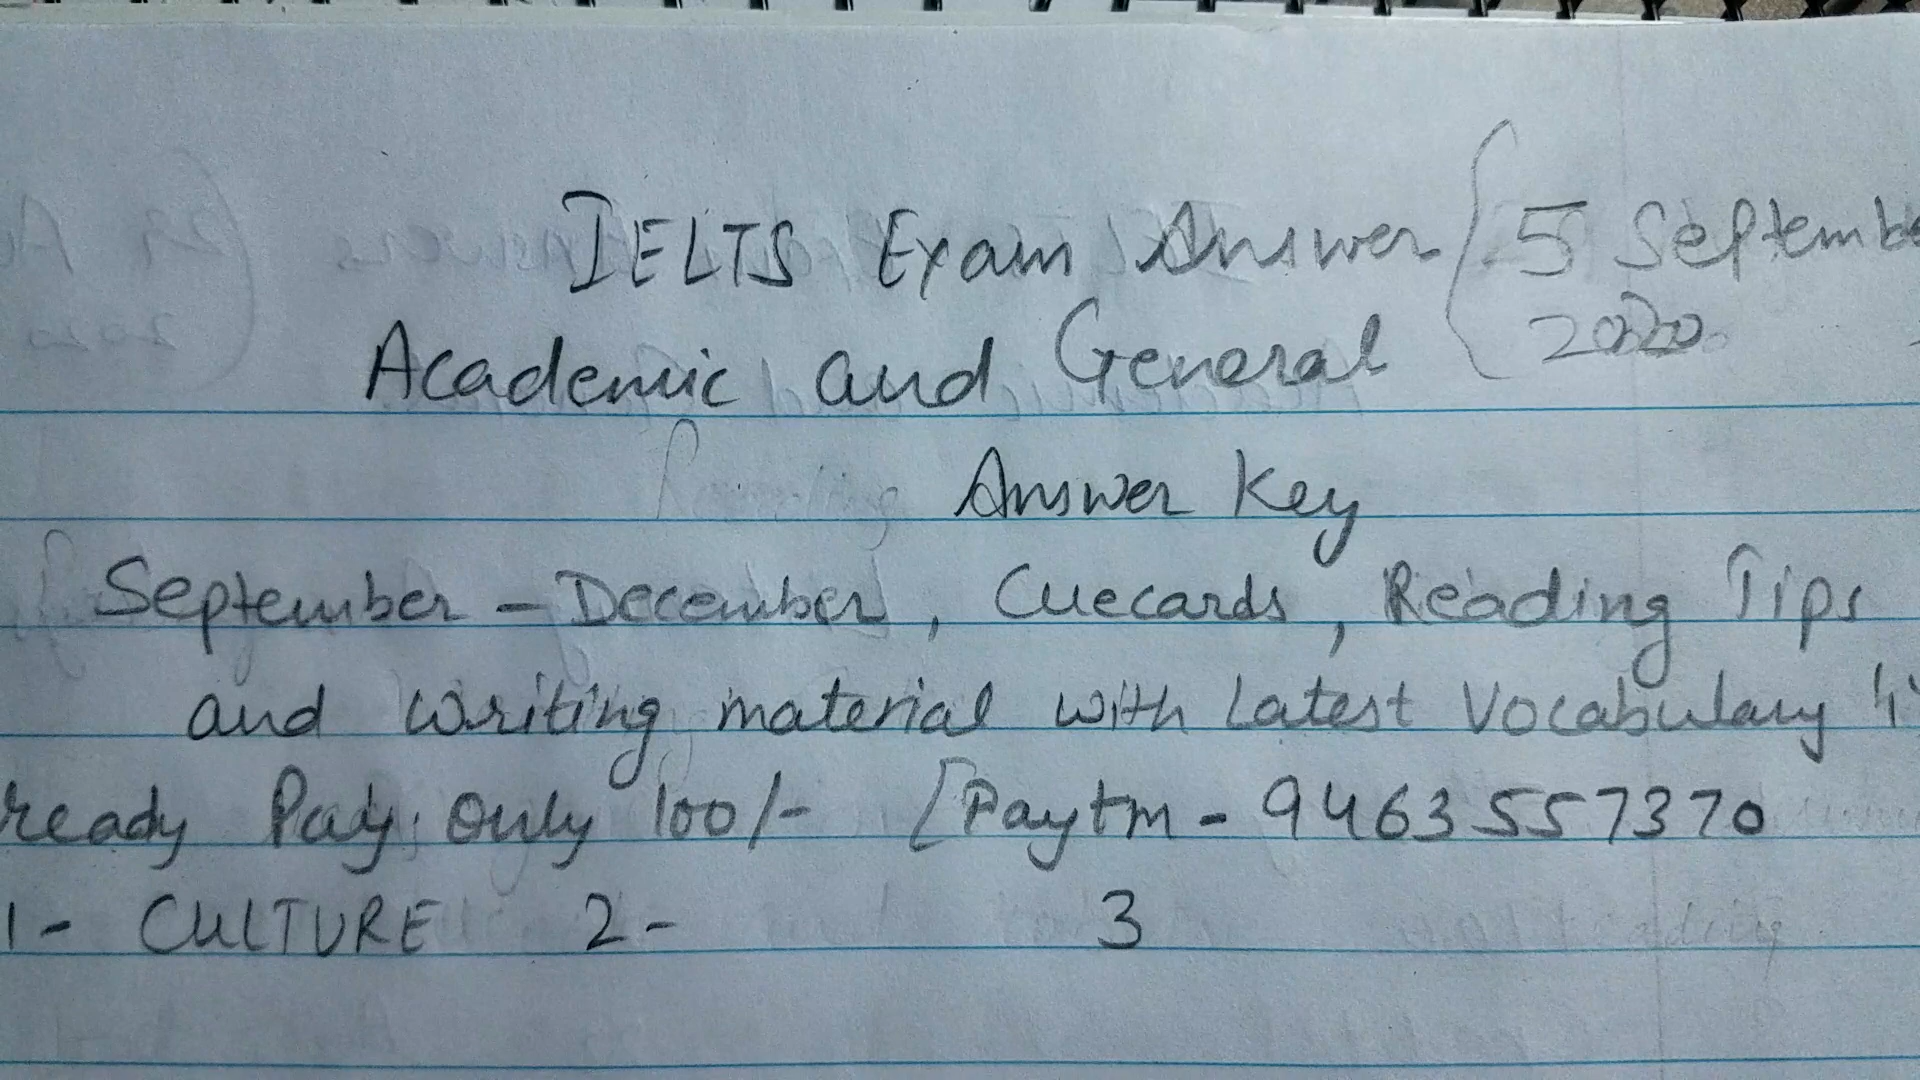 IELTS Exam Answer (5 September
2020
Academic and General
Answer Key
September - December, Cuecards, Reading Tips
and writing material with Latest Vocabulary
ready Pay; only 100/- [Paytm - 9463557370
1- CULTURE 2- 3